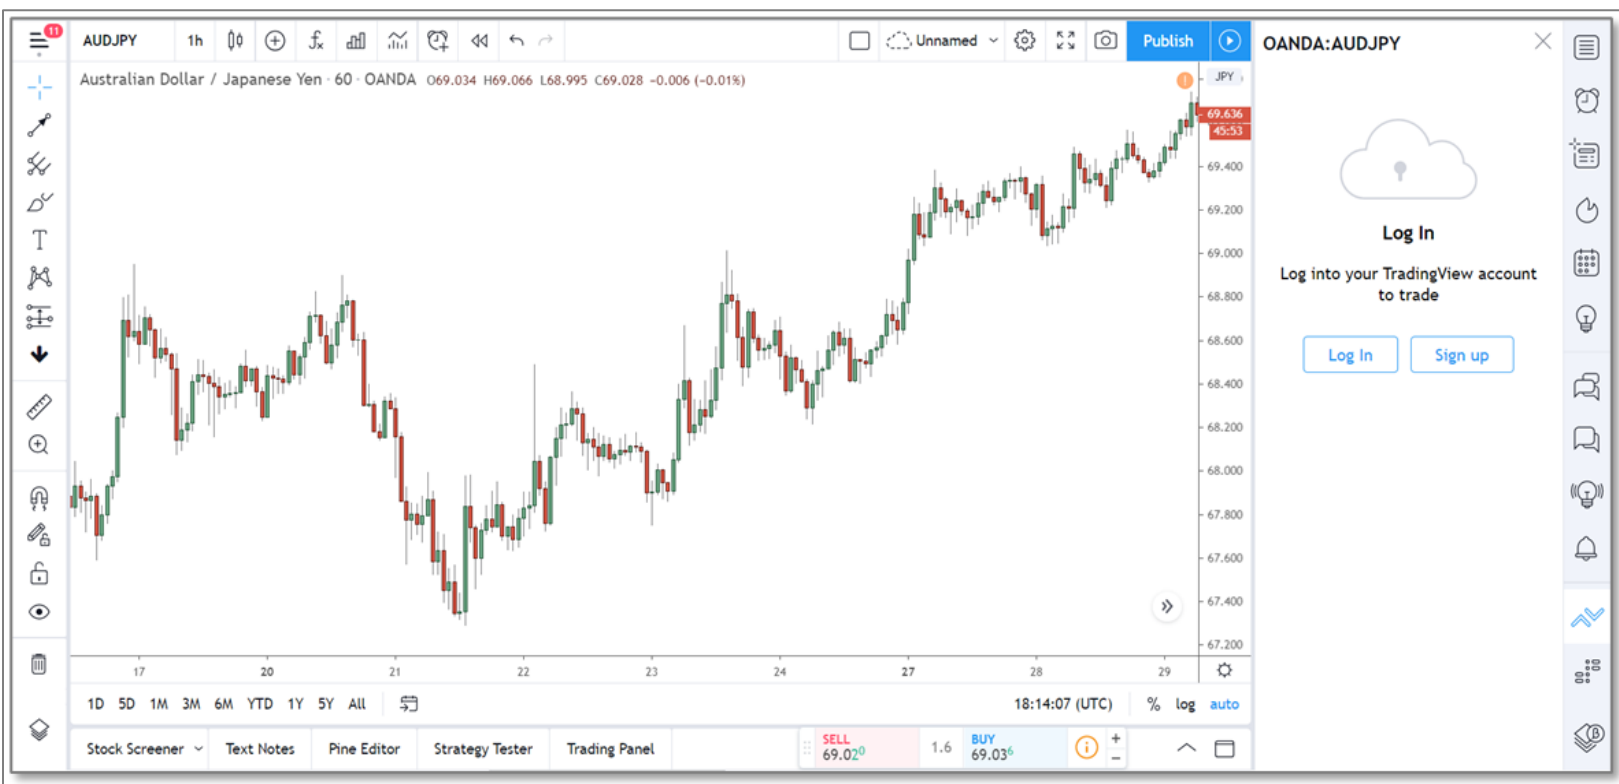 11
AUDJPY 1h Unnamed Publish
OANDA:AUDJPY
Australian Dollar / Japanese Yen · 60 · OANDA O69.034 H69.066 L68.995 C69.028 −0.006 (−0.01%)
JPY
69.636
45:53
69.400
69.200
69.000
68.800
68.600
68.400
68.200
68.000
67.800
67.600
67.400
67.200
17 20 21 22 23 24 27 28 29
Log In
Log into your TradingView account
to trade
Log In Sign up
1D 5D 1M 3M 6M YTD 1Y 5Y All 18:14:07 (UTC) % log auto
Stock Screener Text Notes Pine Editor Strategy Tester Trading Panel
SELL
69.020
1.6
BUY
69.036